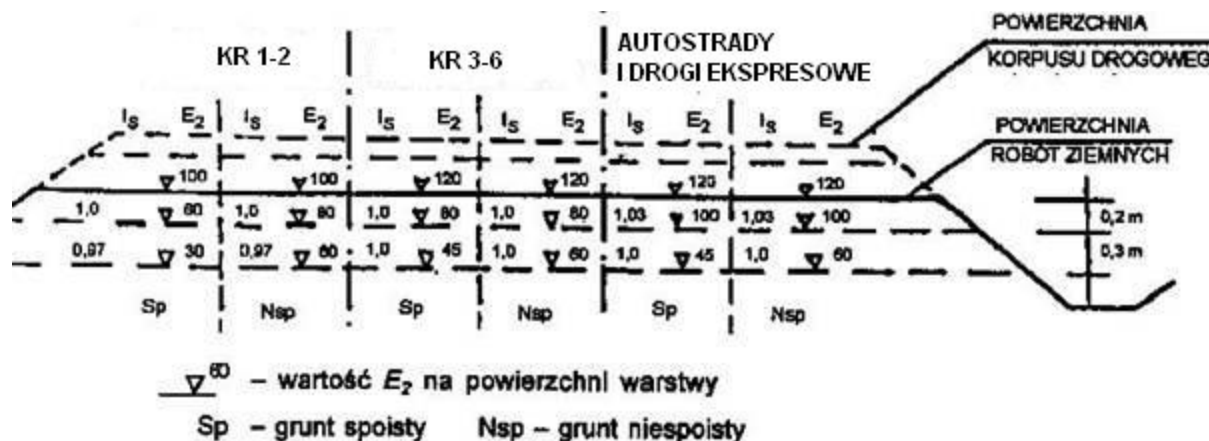 POWIERZCHNIA
KORPUSU DROGOWEG
KR 1-2 KR 3-6 AUTOSTRADY
I DROGI EKSPRESOWE
POWIERZCHNIA
ROBÓT ZIEMNYCH
Is E2 Is E2 Is E2 Is E2 Is E2 Is E2
100 100 120 120 120 120
1,0 60 1,0 80 1,0 80 1,0 80 1,03 100 1,03 100 0,2 m
0,97 30 0,97 60 1,0 45 1,0 60 1,0 45 1,0 60 0,3 m
Sp Nsp Sp Nsp Sp Nsp
60 – wartość E2 na powierzchni warstwy
Sp – grunt spoisty Nsp – grunt niespoisty